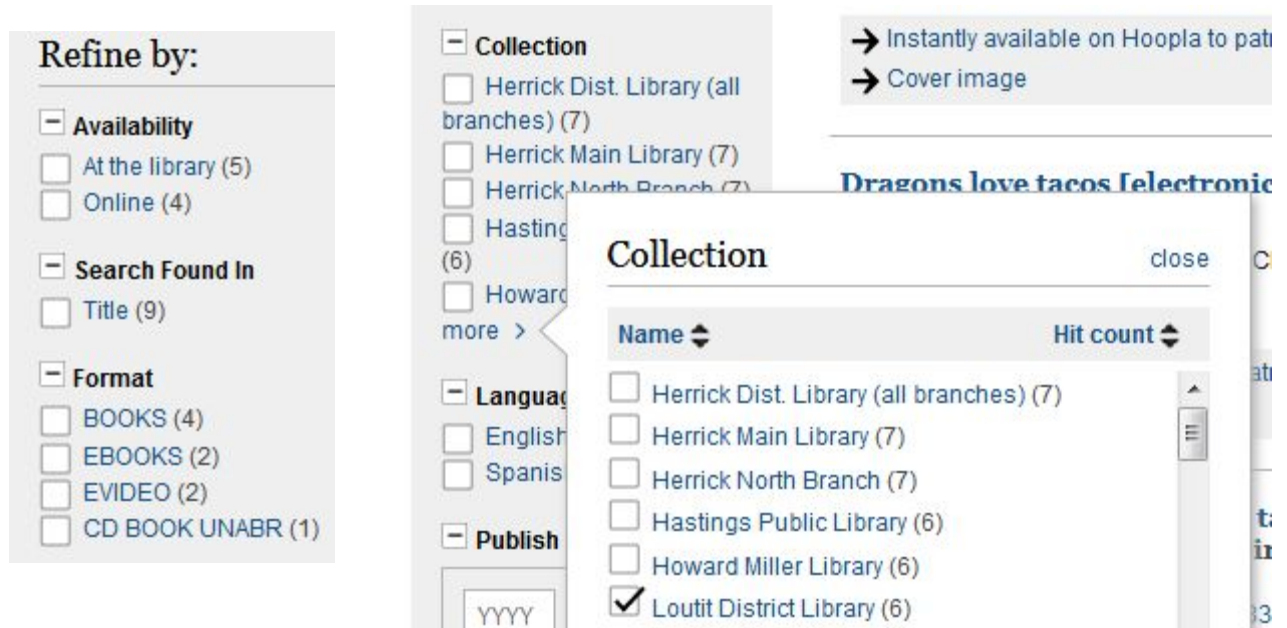 Refine by:
Availability
At the library (5)
Online (4)
Search Found In
Title (9)
Format
BOOKS (4)
EBOOKS (2)
EVIDEO (2)
CD BOOK UNABR (1)
Collection
Herrick Dist. Library (all
branches) (7)
Herrick Main Library (7)
Herrick North Branch (7)
(6)
more >
English
YYYY
Instantly available on Hoopla to
Cover image
Dragons love tacos [electronic
Collection
close
Name
Hit count
Herrick Dist. Library (all branches) (7)
Herrick Main Library (7)
Herrick North Branch (7)
Hastings Public Library (6)
Howard Miller Library (6)
Loutit District Library (6)